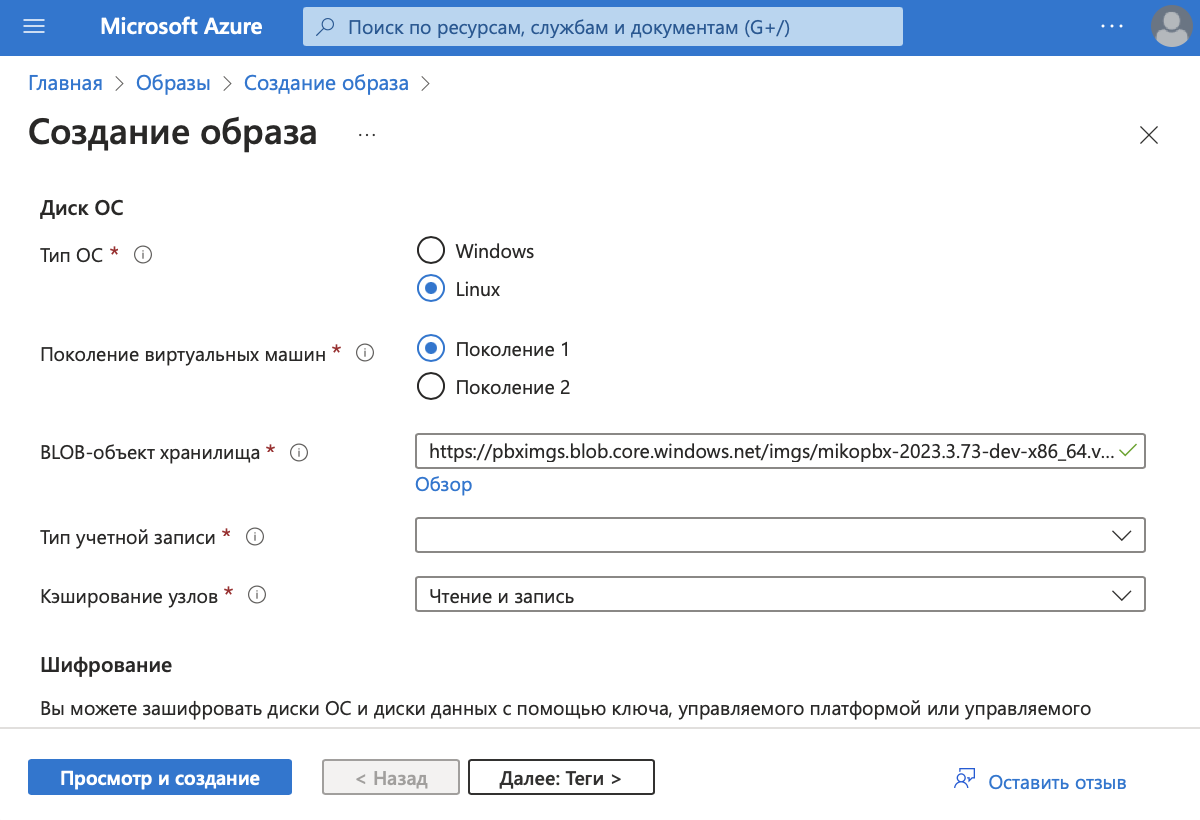 Microsoft Azure
Поиск по ресурсам, службам и документам (G+/)
Главная > Образы > Создание образа >
Создание образа ...
Диск ОС
Тип ОС *
Windows
Linux
Поколение виртуальных машин *
Поколение 1
Поколение 2
BLOB-объект хранилища *
https://pbximgs.blob.core.windows.net/imgs/mikopbx-2023.3.73-dev-x86_64.v...
Обзор
Тип учетной записи *
Кэширование узлов *
Чтение и запись
Шифрование
Вы можете зашифровать диски ОС и диски данных с помощью ключа, управляемого платформой или управляемого
Просмотр и создание
< Назад
Далее: Теги >
Оставить отзыв